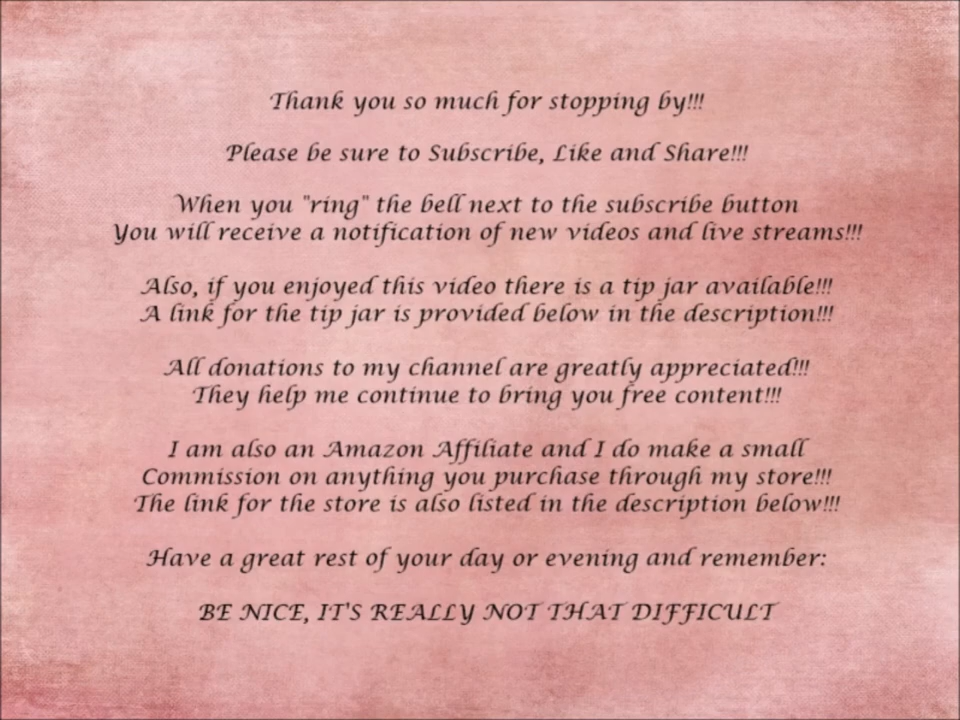 Thank you so much for stopping by!!!
Please be sure to Subscribe, Like and Share!!!
When you "ring" the bell next to the subscribe button
You will receive a notification of new videos and live streams!!!
Also, if you enjoyed this video there is a tip jar available!!!
A link for the tip jar is provided below in the description!!!
All donations to my channel are greatly appreciated!!!
They help me continue to bring you free content!!!
I am also an Amazon Affiliate and I do make a small
Commission on anything you purchase through my store!!!
The link for the store is also listed in the description below!!!
Have a great rest of your day or evening and remember:
BE NICE, IT'S REALLY NOT THAT DIFFICULT